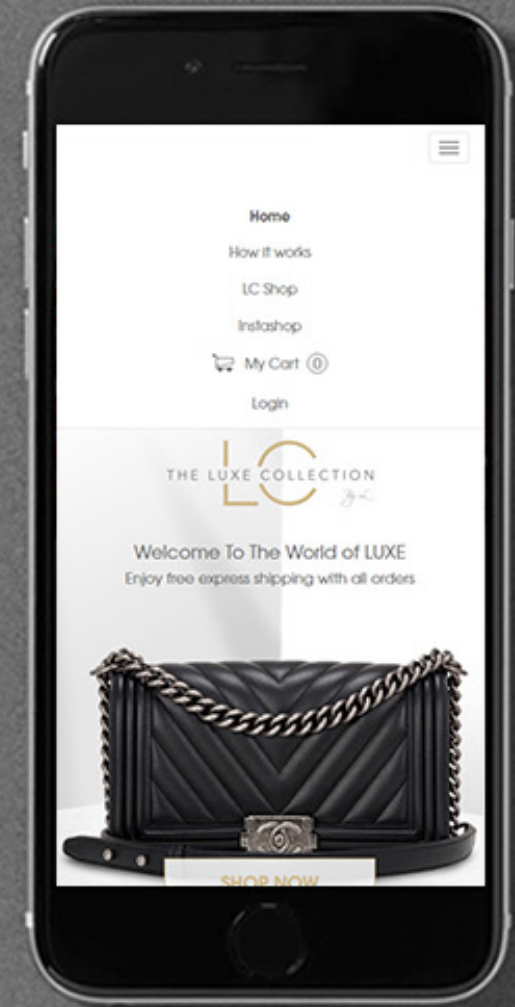 Home
How it works
LC Shop
Instashop
My Cart 0
Login
LC
THE LUXE COLLECTION
Welcome To The World of LUXE
Enjoy free express shipping with all orders
SHOP NOW